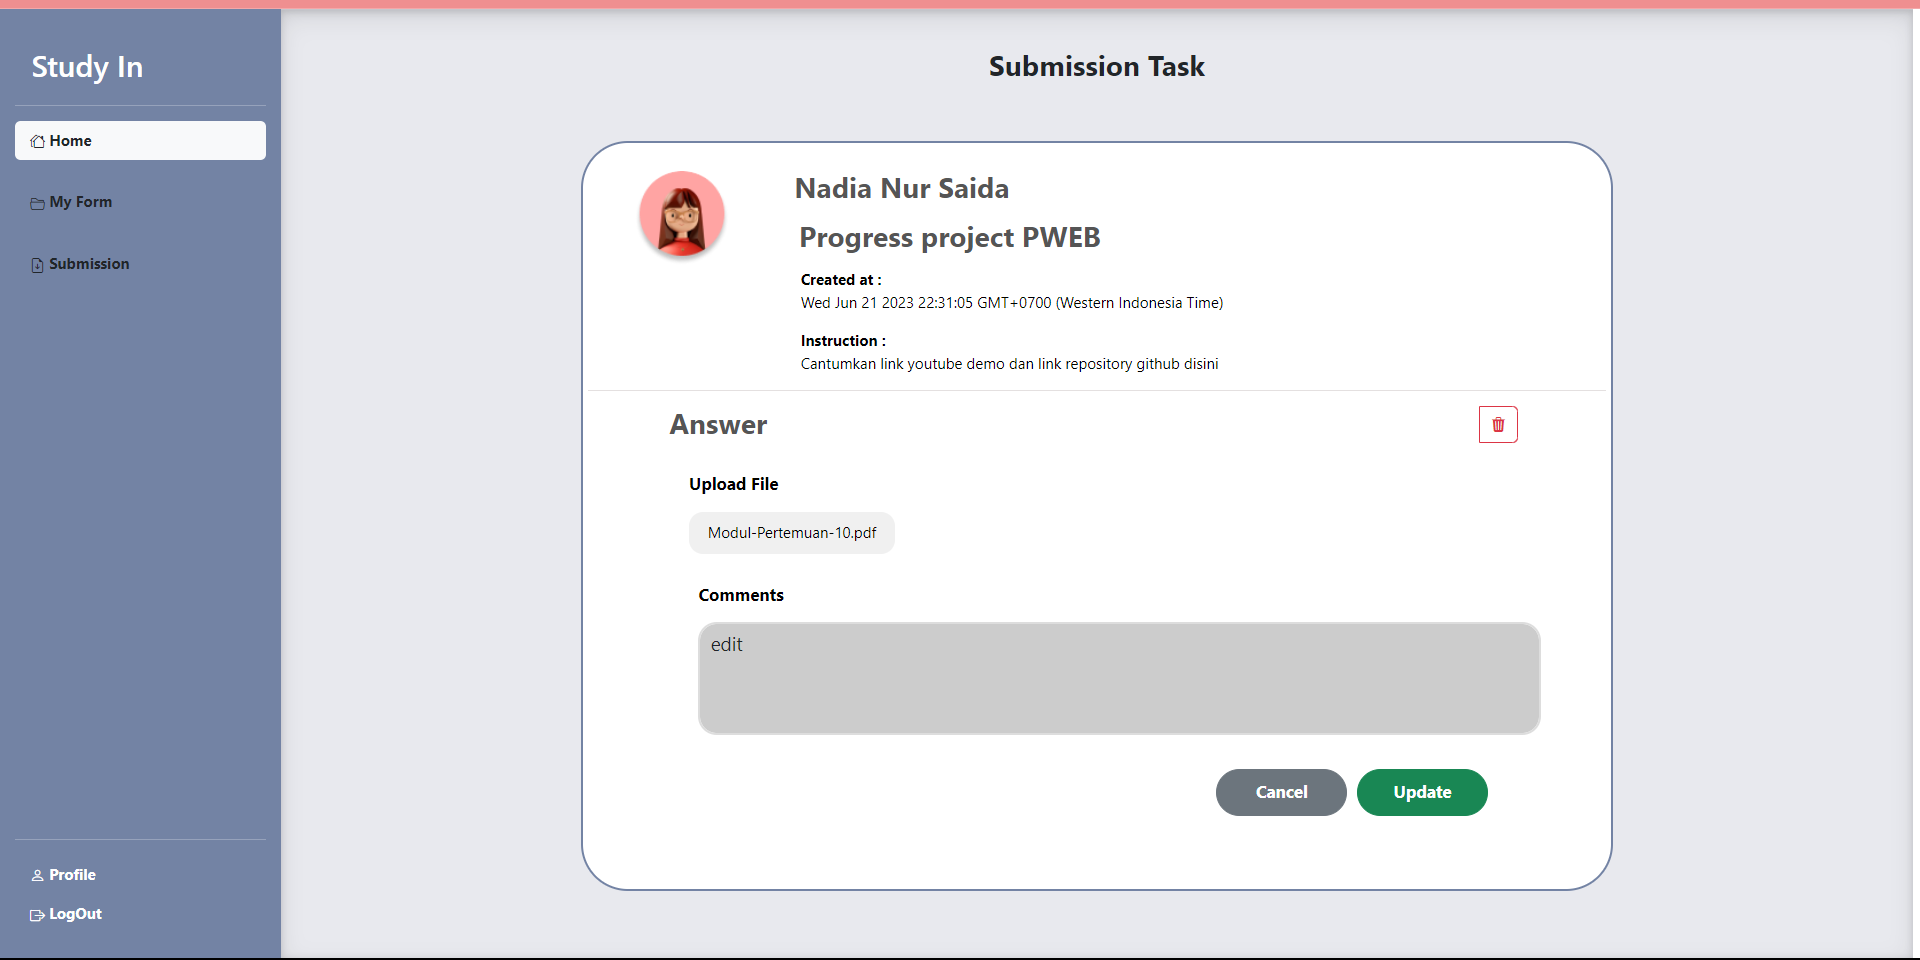 Study In
Home
My Form
Submission
Profile
LogOut
Submission Task
Nadia Nur Saida
Progress project PWEB
Created at :
Wed Jun 21 2023 22:31:05 GMT+0700 (Western Indonesia Time)
Instruction :
Cantumkan link youtube demo dan link repository github disini
Answer
Upload File
Modul-Pertemuan-10.pdf
Comments
edit
Cancel
Update